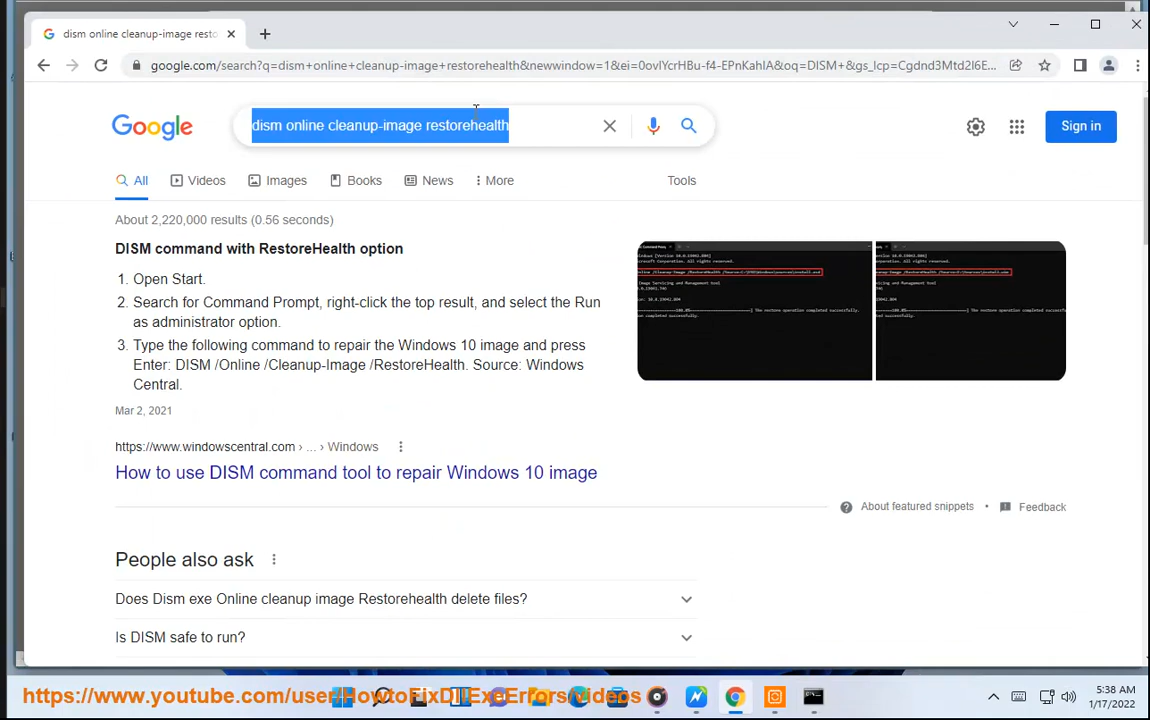 dism online cleanup-image resto
google.com/search?q=dism+online+cleanup-image+restorehealth&newwindow=1&ei=0ovlYcrHBu-f4-EPnKahlA&oq=DISM+&gs_lcp=Cgdnd3Mtd2l6E...
Google
dism online cleanup-image restorehealth
Sign in
All
Videos
Images
Books
News
More
Tools
About 2,220,000 results (0.56 seconds)
DISM command with RestoreHealth option
1. Open Start.
2. Search for Command Prompt, right-click the top result, and select the Run
as administrator option.
3. Type the following command to repair the Windows 10 image and press
Enter: DISM /Online /Cleanup-Image /RestoreHealth. Source: Windows
Central.
Mar 2, 2021
https://www.windowscentral.com › ... › Windows
How to use DISM command tool to repair Windows 10 image
About featured snippets • Feedback
People also ask
Does Dism exe Online cleanup image Restorehealth delete files?
Is DISM safe to run?
https://www.youtube.com/user/HowtoFixDllExeErrors/videos
5:38 AM
1/17/2022